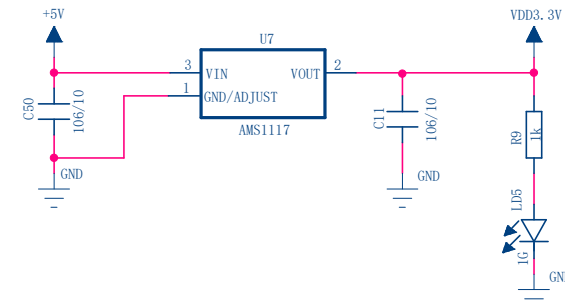 +5V
VDD3.3V
U7
3
VIN
VOUT
2
1
GND/ADJUST
AMS1117
C50
106/10
C11
106/10
R9
1k
GND
GND
LD5
1G
GN